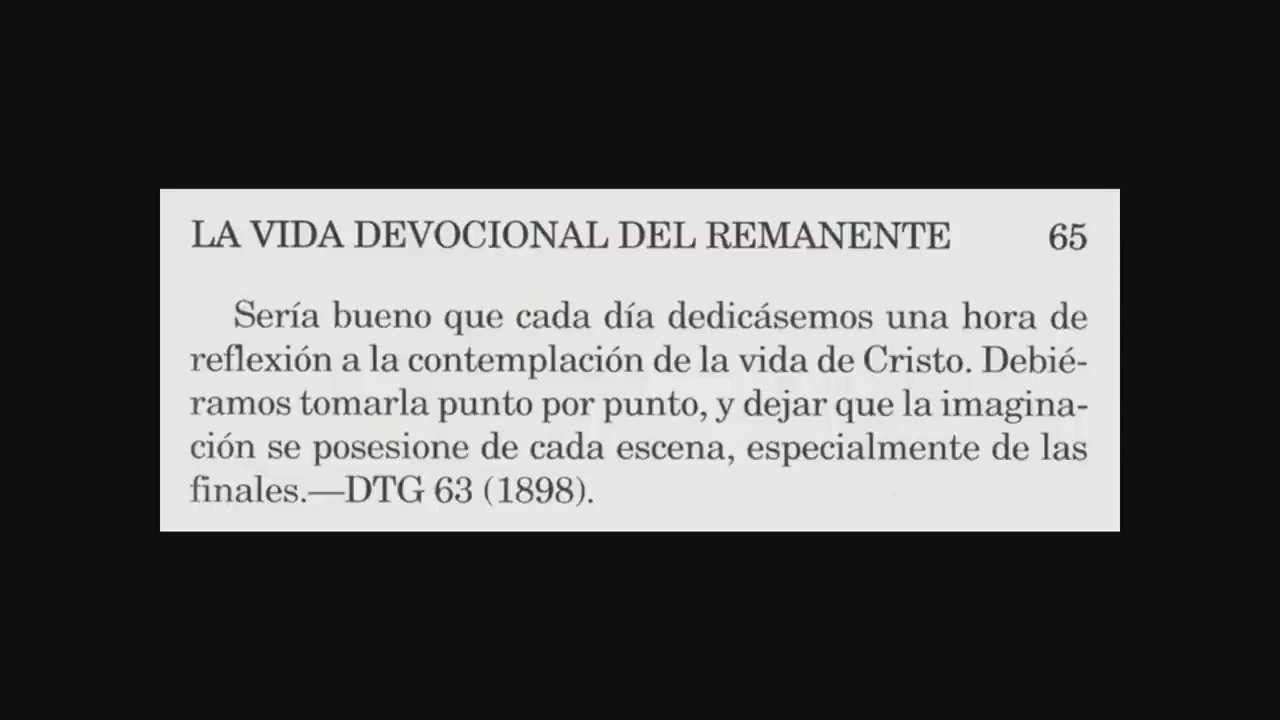 LA VIDA DEVOCIONAL DEL REMANENTE 65
Sería bueno que cada día dedicásemos una hora de
reflexión a la contemplación de la vida de Cristo. Debié-
ramos tomarla punto por punto, y dejar que la imagina-
ción se posesione de cada escena, especialmente de las
finales.—DTG 63 (1898).